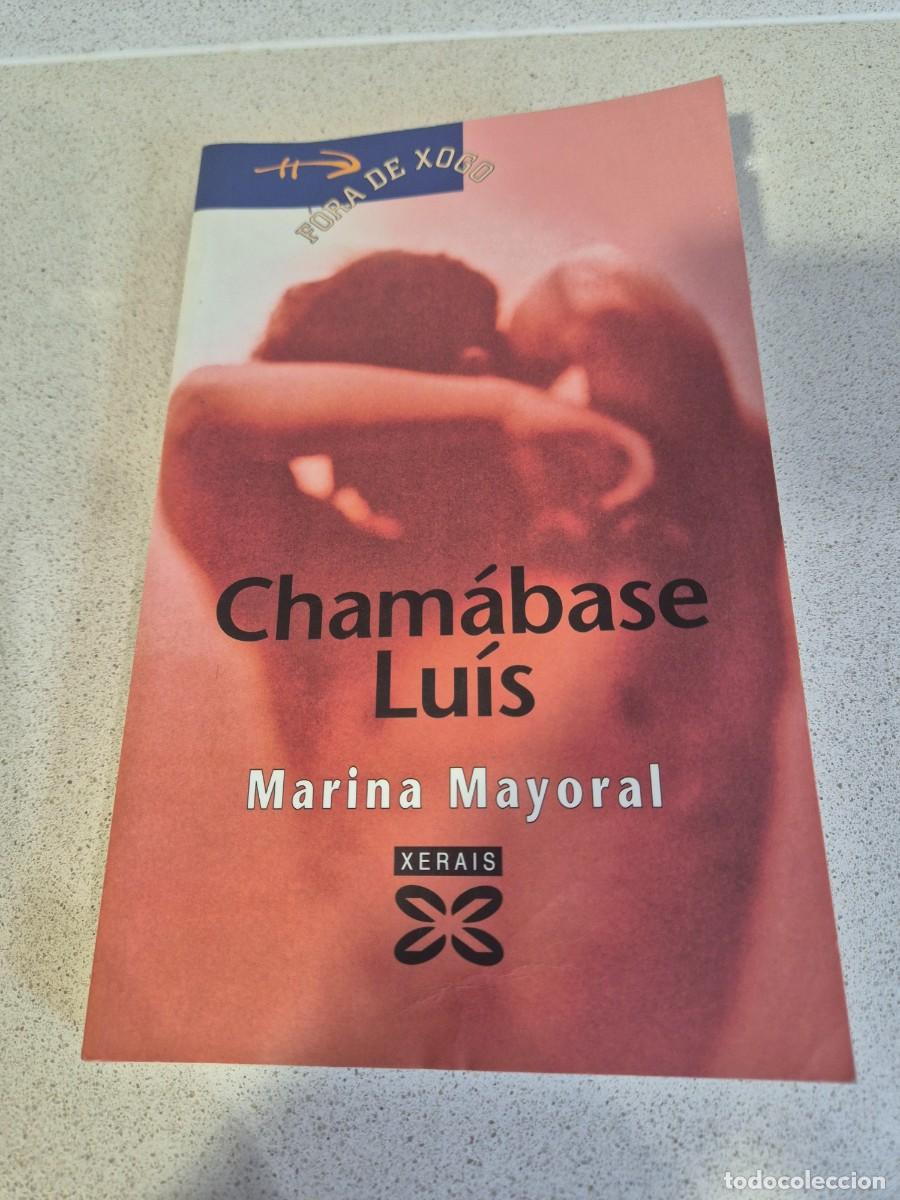 FÓRA DE XOGO
Chamábase
Luís
Marina Mayoral
XERAIS
todocoleccion